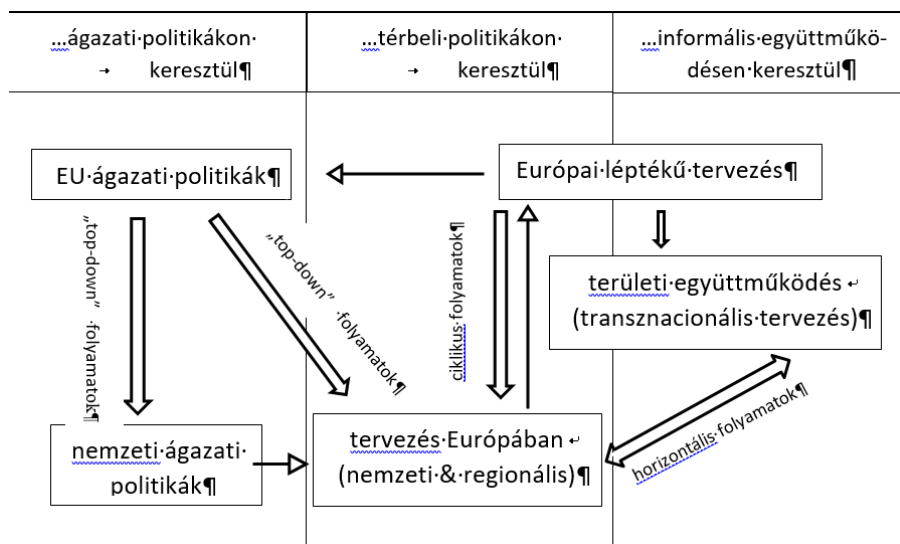 ...ágazati politikákon
keresztül
...térbeli politikákon
keresztül
...informális együttműkö-
désen keresztül
EU ágazati politikák
Európai léptékű tervezés
„top-down” folyamatok
„top-down” folyamatok
ciklikus folyamatok
területi együttműködés
(transznacionális tervezés)
horizontális folyamatok
nemzeti ágazati
politikák
tervezés Európában
(nemzeti & regionális)